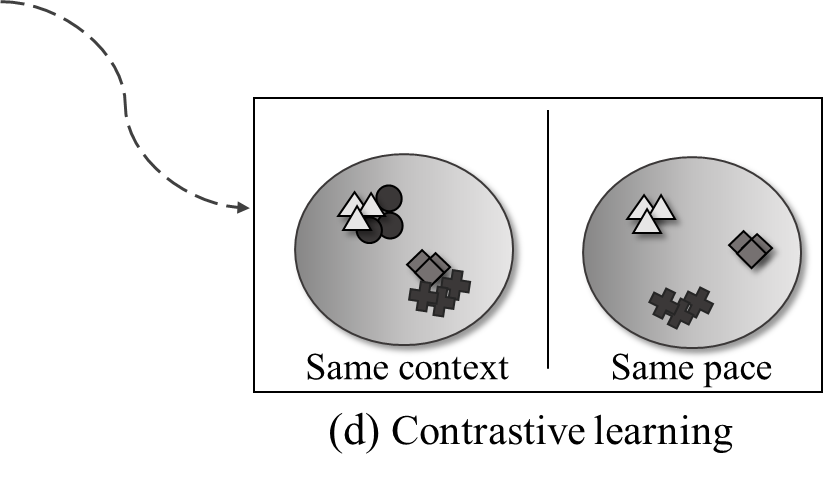 Same context
Same pace
(d) Contrastive learning